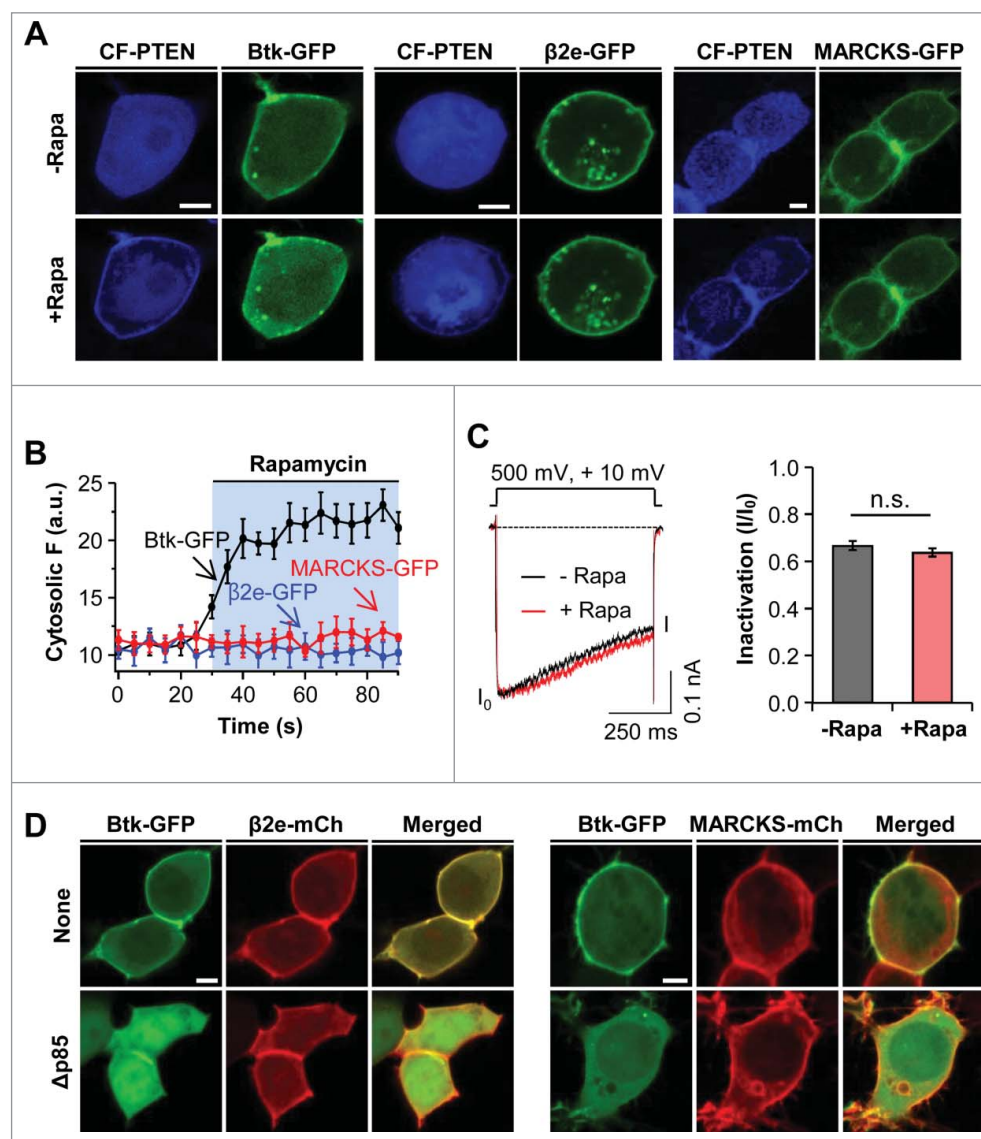 A
CF-PTEN Btk-GFP CF-PTEN β2e-GFP CF-PTEN MARCKS-GFP
-Rapa
+Rapa
B
Rapamycin
Cytosolic F (a.u.)
25
20
15
10
Btk-GFP
MARCKS-GFP
β2e-GFP
0 20 40 60 80
Time (s)
C
500 mV, + 10 mV
- Rapa
+ Rapa
I
I0
0.1 nA
250 ms
Inactivation (I/I0)
1.0
0.8
0.6
0.4
0.2
0.0
n.s.
-Rapa +Rapa
D
Btk-GFP β2e-mCh Merged Btk-GFP MARCKS-mCh Merged
None
Δp85